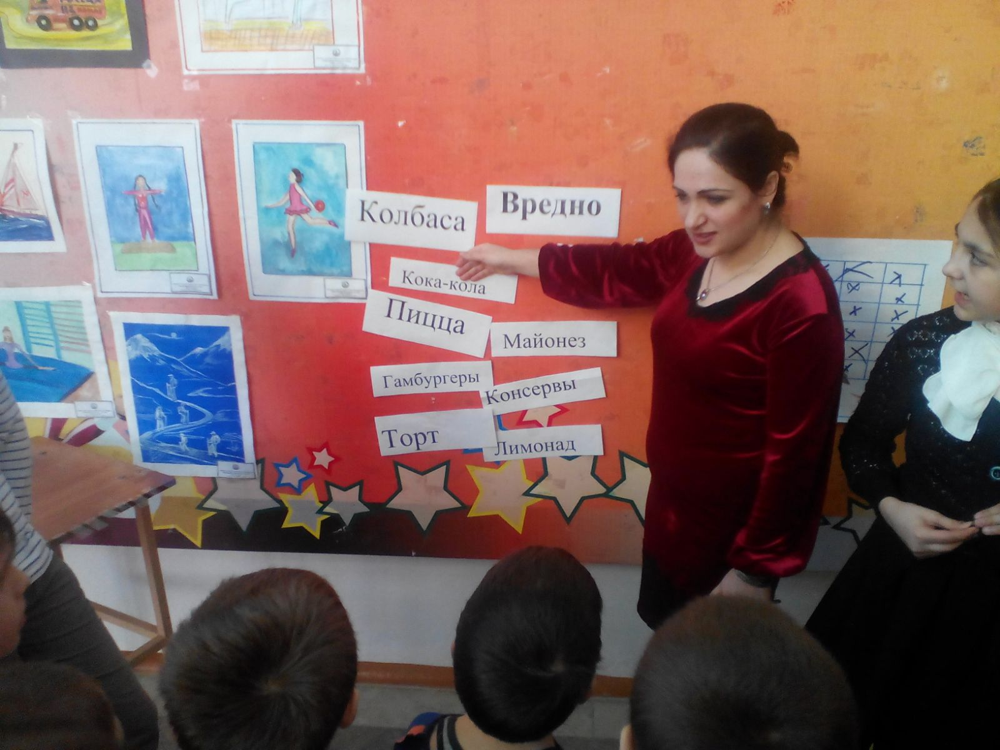 Вредно
Колбаса
Кока-кола
Пицца
Майонез
Гамбургеры
Консервы
Торт
Лимонад